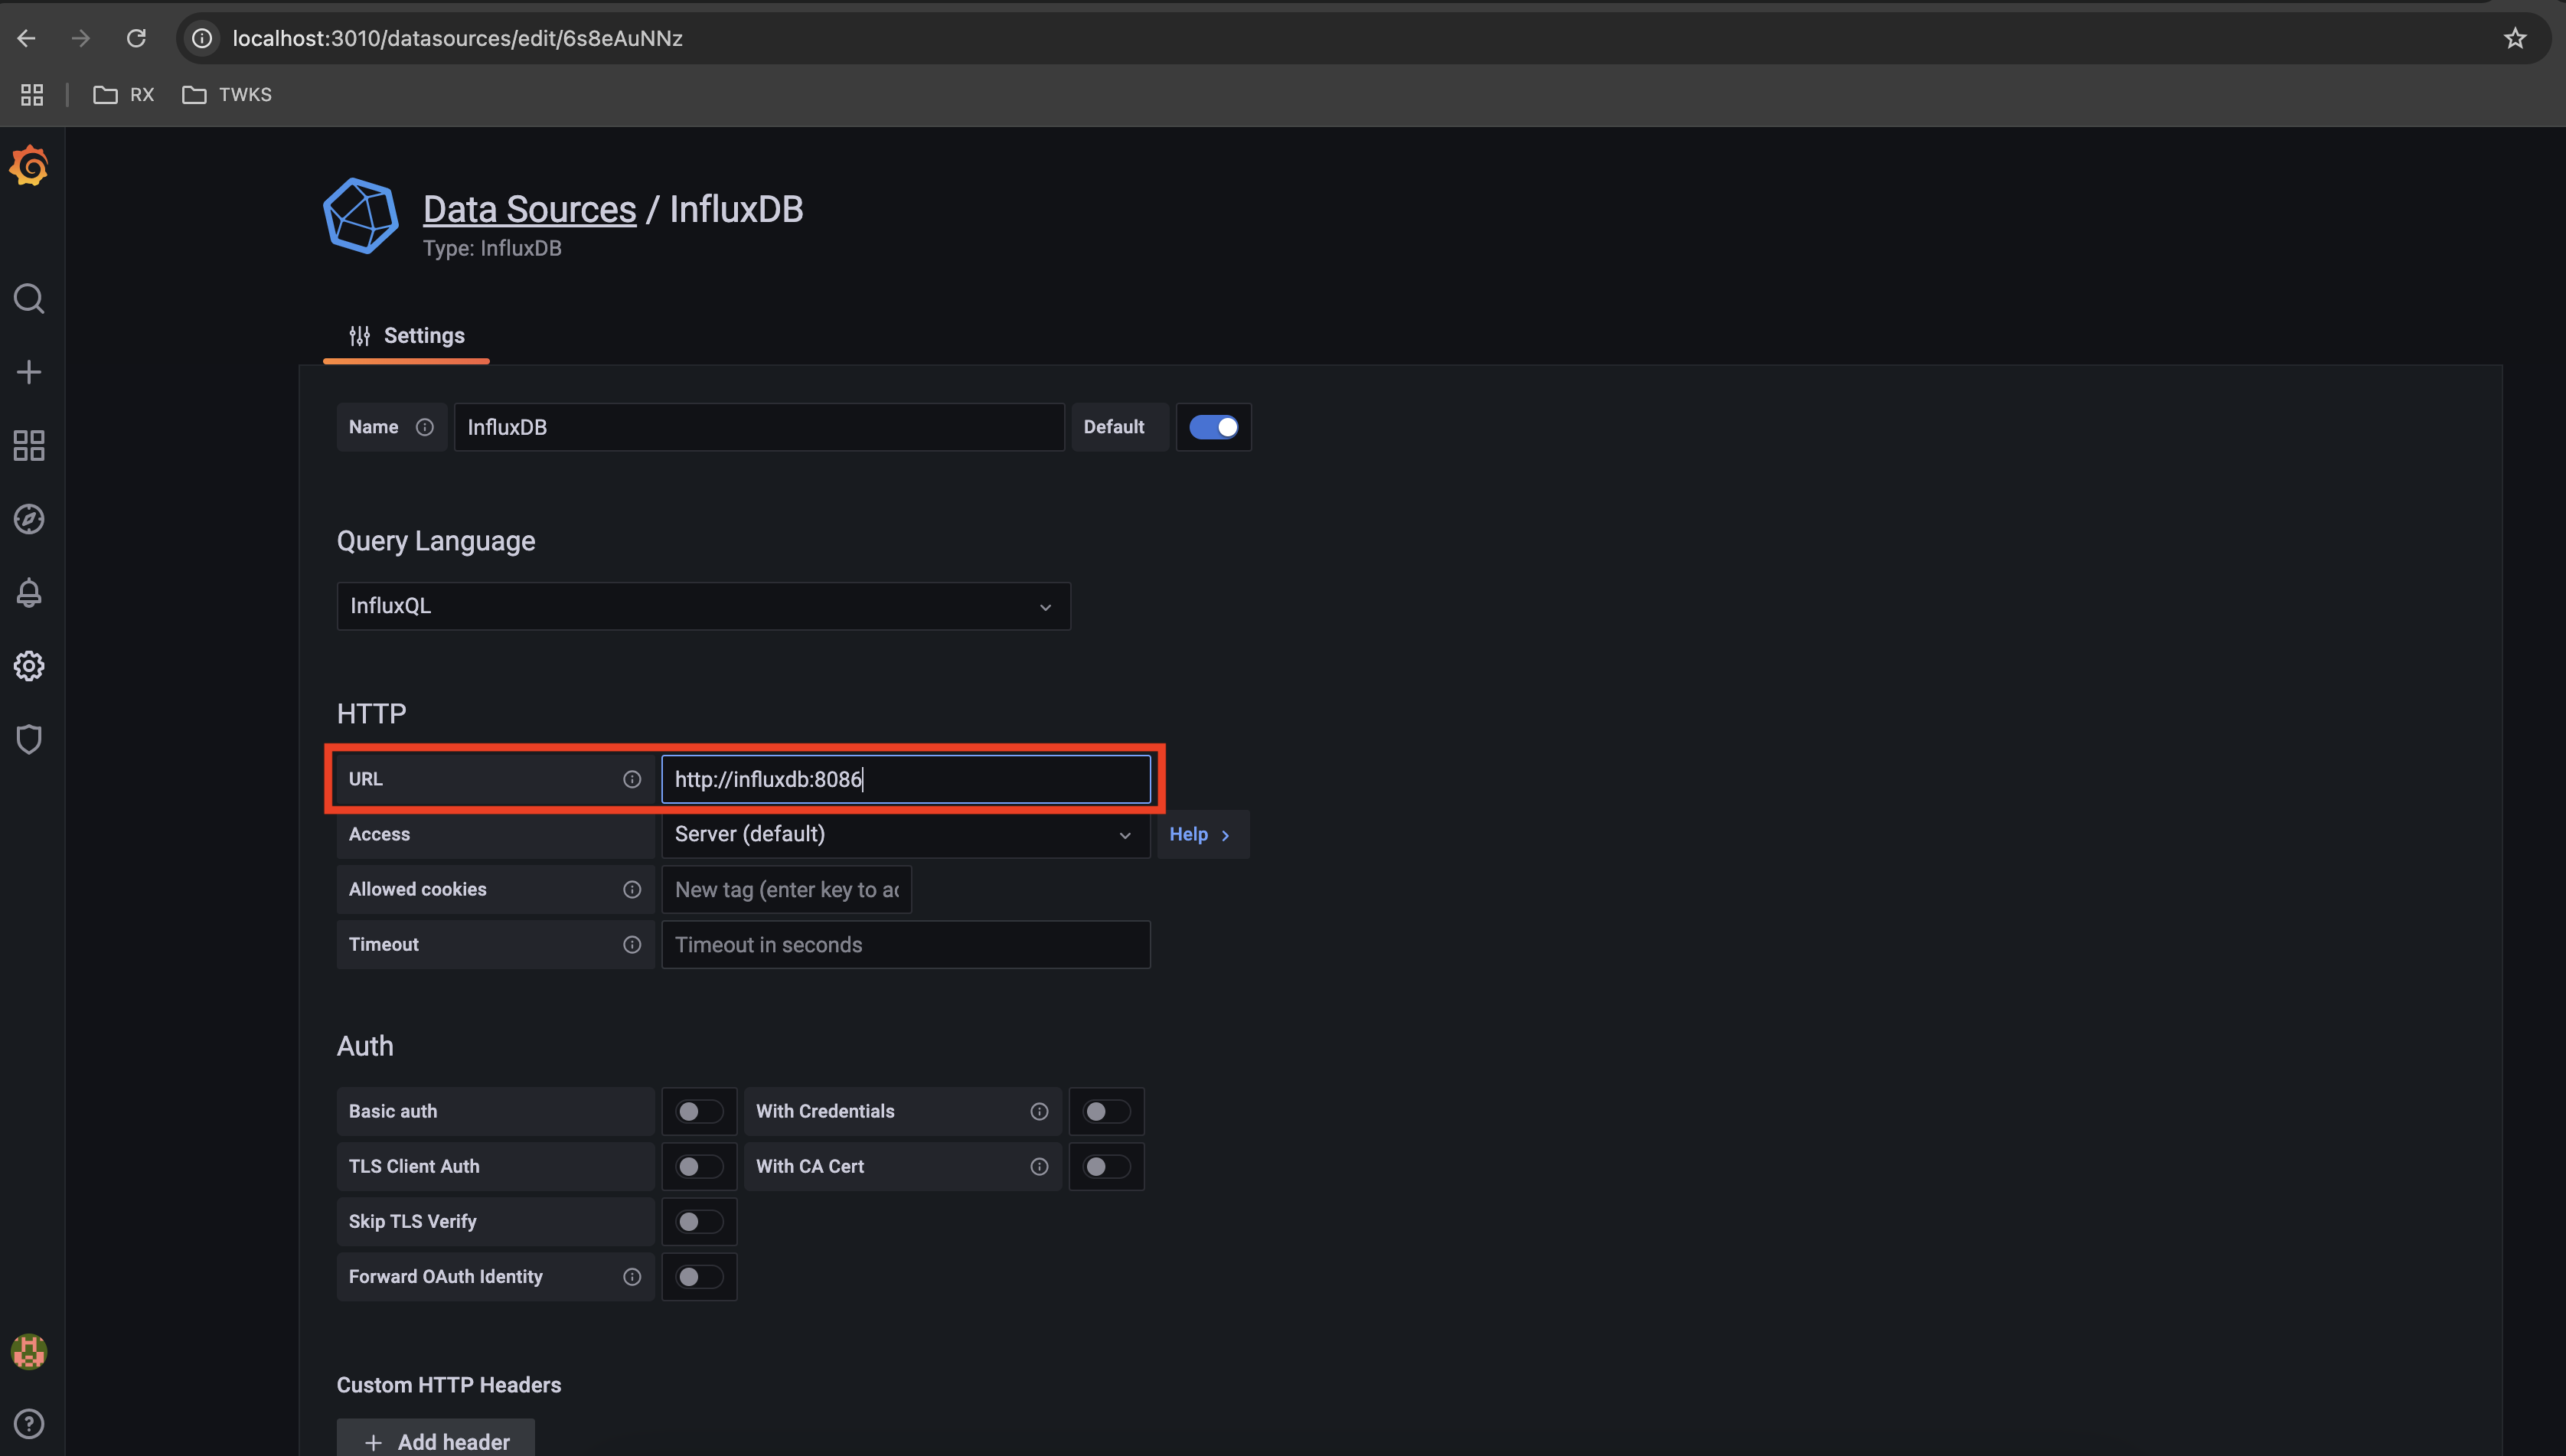 localhost:3010/datasources/edit/6s8eAuNNz
RX TWKS
Data Sources / InfluxDB
Type: InfluxDB
Settings
Name InfluxDB Default
Query Language
InfluxQL
HTTP
URL http://influxdb:8086
Access Server (default) Help >
Allowed cookies New tag (enter key to ac
Timeout Timeout in seconds
Auth
Basic auth With Credentials
TLS Client Auth With CA Cert
Skip TLS Verify
Forward OAuth Identity
Custom HTTP Headers
+ Add header